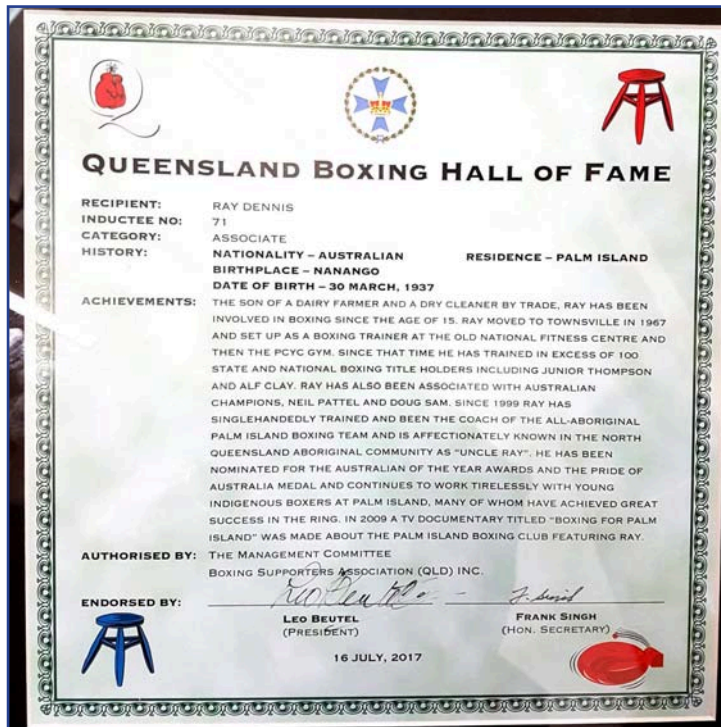 QUEENSLAND BOXING HALL OF FAME
RECIPIENT: RAY DENNIS
INDUCTEE NO: 71
CATEGORY: ASSOCIATE
HISTORY: NATIONALITY – AUSTRALIAN RESIDENCE – PALM ISLAND
BIRTHPLACE – NANANGO
DATE OF BIRTH – 30 MARCH, 1937
ACHIEVEMENTS: THE SON OF A DAIRY FARMER AND A DRY CLEANER BY TRADE, RAY HAS BEEN
INVOLVED IN BOXING SINCE THE AGE OF 15. RAY MOVED TO TOWNSVILLE IN 1967
AND SET UP AS A BOXING TRAINER AT THE OLD NATIONAL FITNESS CENTRE AND
THEN THE PCYC GYM. SINCE THAT TIME HE HAS TRAINED IN EXCESS OF 100
STATE AND NATIONAL BOXING TITLE HOLDERS INCLUDING JUNIOR THOMPSON
AND ALF CLAY. RAY HAS ALSO BEEN ASSOCIATED WITH AUSTRALIAN
CHAMPIONS, NEIL PATTEL AND DOUG SAM. SINCE 1999 RAY HAS
SINGLEHANDEDLY TRAINED AND BEEN THE COACH OF THE ALL-ABORIGINAL
PALM ISLAND BOXING TEAM AND IS AFFECTIONATELY KNOWN IN THE NORTH
QUEENSLAND ABORIGINAL COMMUNITY AS "UNCLE RAY". HE HAS BEEN
NOMINATED FOR THE AUSTRALIAN OF THE YEAR AWARDS AND THE PRIDE OF
AUSTRALIA MEDAL AND CONTINUES TO WORK TIRELESSLY WITH YOUNG
INDIGENOUS BOXERS AT PALM ISLAND, MANY OF WHOM HAVE ACHIEVED GREAT
SUCCESS IN THE RING. IN 2009 A TV DOCUMENTARY TITLED "BOXING FOR PALM
ISLAND" WAS MADE ABOUT THE PALM ISLAND BOXING CLUB FEATURING RAY.
AUTHORISED BY: THE MANAGEMENT COMMITTEE
BOXING SUPPORTERS ASSOCIATION (QLD) INC.
ENDORSED BY:
LEO BEUTEL FRANK SINGH
(PRESIDENT) (HON. SECRETARY)
16 JULY, 2017